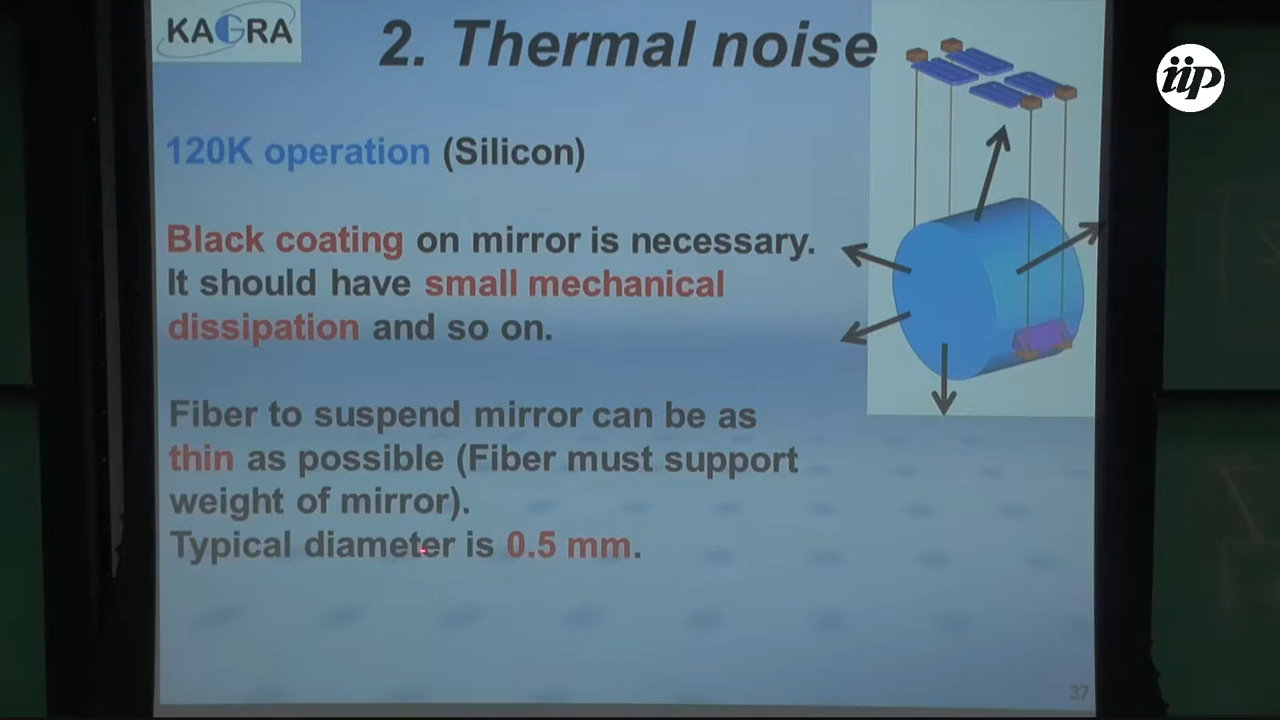 KAGRA
2. Thermal noise
iip
120K operation (Silicon)
Black coating on mirror is necessary.
It should have small mechanical
dissipation and so on.
Fiber to suspend mirror can be as
thin as possible (Fiber must support
weight of mirror).
Typical diameter is 0.5 mm.
37